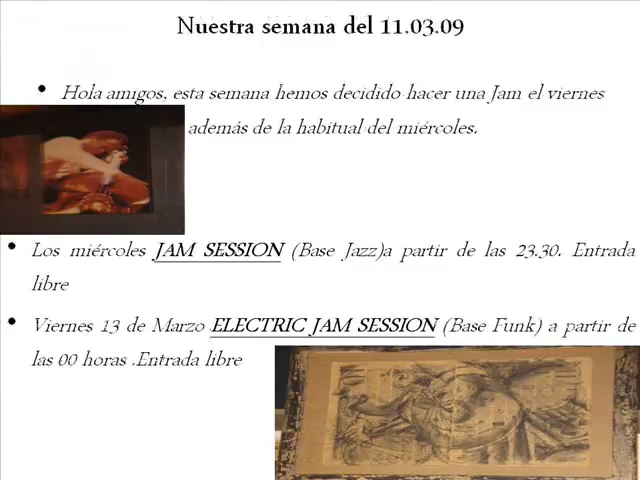 Nuestra semana del 11.03.09
• Hola amigos, esta semana hemos decidido hacer una Jam el viernes
además de la habitual del miércoles.
• Los miércoles JAM SESSION (Base Jazz)a partir de las 23.30. Entrada
libre
• Viernes 13 de Marzo ELECTRIC JAM SESSION (Base Funk) a partir de
las 00 horas .Entrada libre